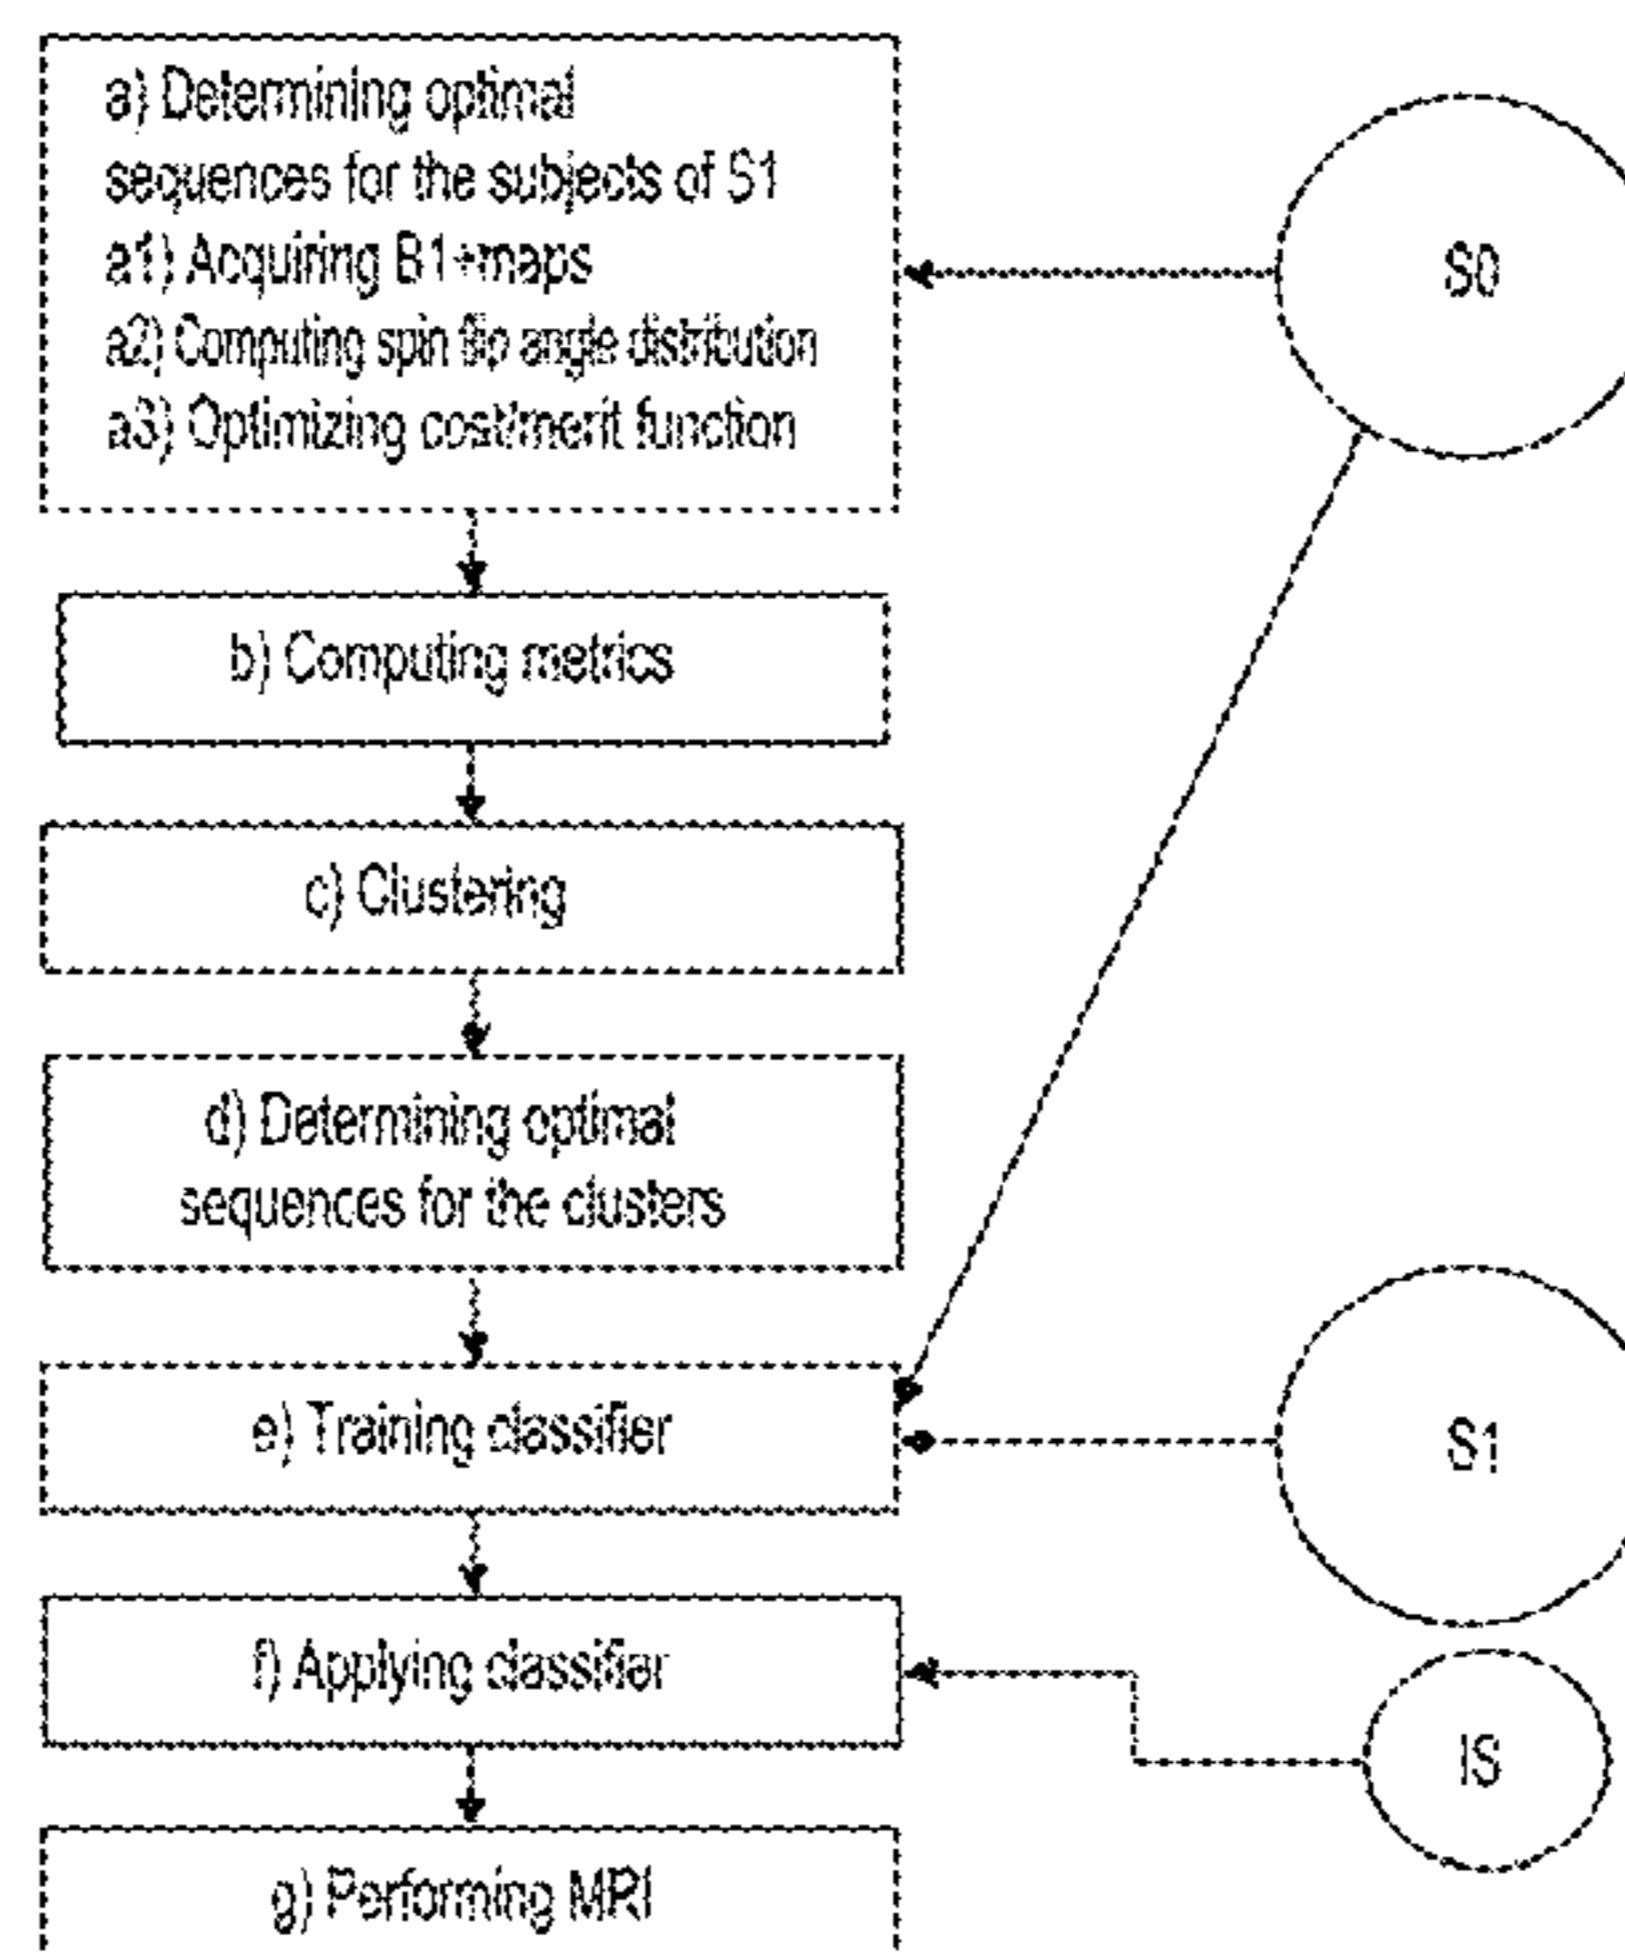 a) Determining optimal
sequences for the subjects of S1
a1) Acquiring B1+maps
a2) Computing spin flip angle distribution
a3) Optimizing cost/merit function
S0
b) Computing metrics
c) Clustering
d) Determining optimal
sequences for the clusters
e) Training classifier
S1
f) Applying classifier
IS
g) Performing MRI